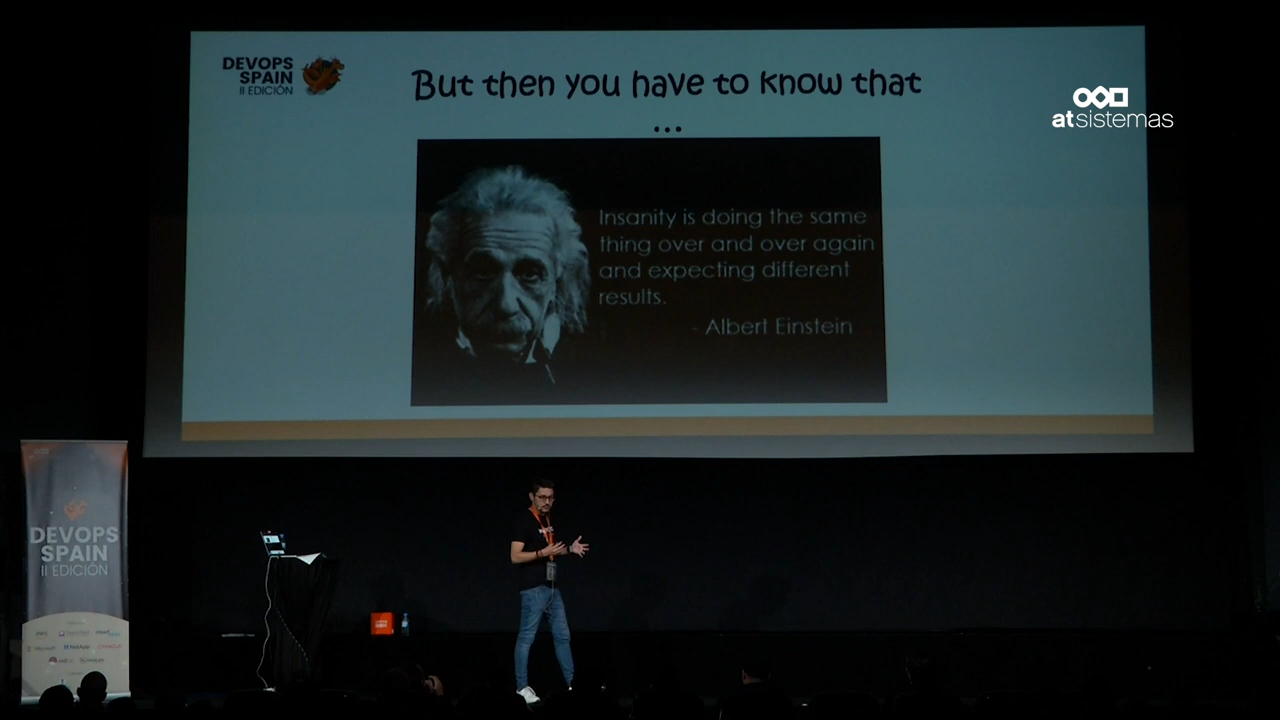 DEVOPS
SPAIN
II EDICIÓN
But then you have to know that
...
atsistemas
Insanity is doing the same
thing over and over again
and expecting different
results.
- Albert Einstein
DEVOPS
SPAIN
II EDICIÓN
NetApp